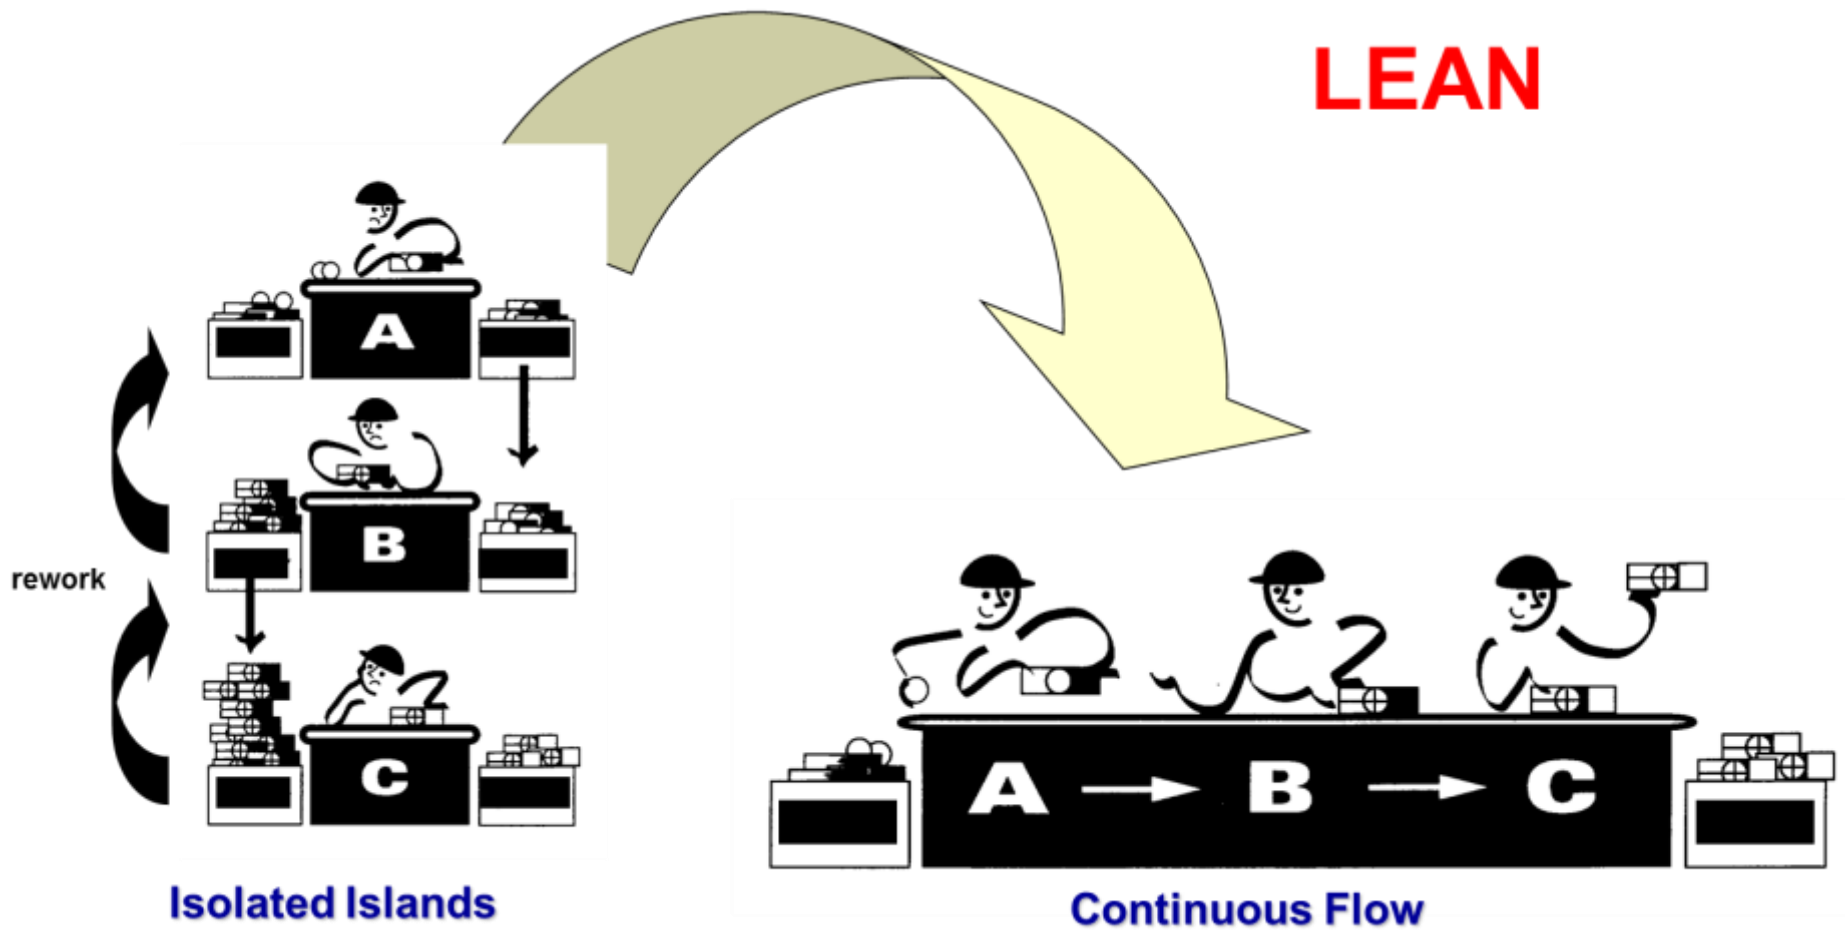 LEAN
A
B
rework
C
Isolated Islands
A B C
Continuous Flow